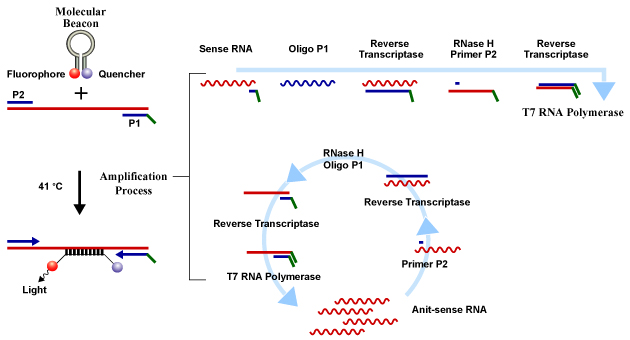 Molecular
Beacon
Fluorophore
Quencher
P2
P1
41 °C
Light
Amplification
Process
Sense RNA
Oligo P1
Reverse
Transcriptase
RNase H
Primer P2
Reverse
Transcriptase
T7 RNA Polymerase
RNase H
Oligo P1
Reverse Transcriptase
Reverse Transcriptase
Primer P2
T7 RNA Polymerase
Anit-sense RNA